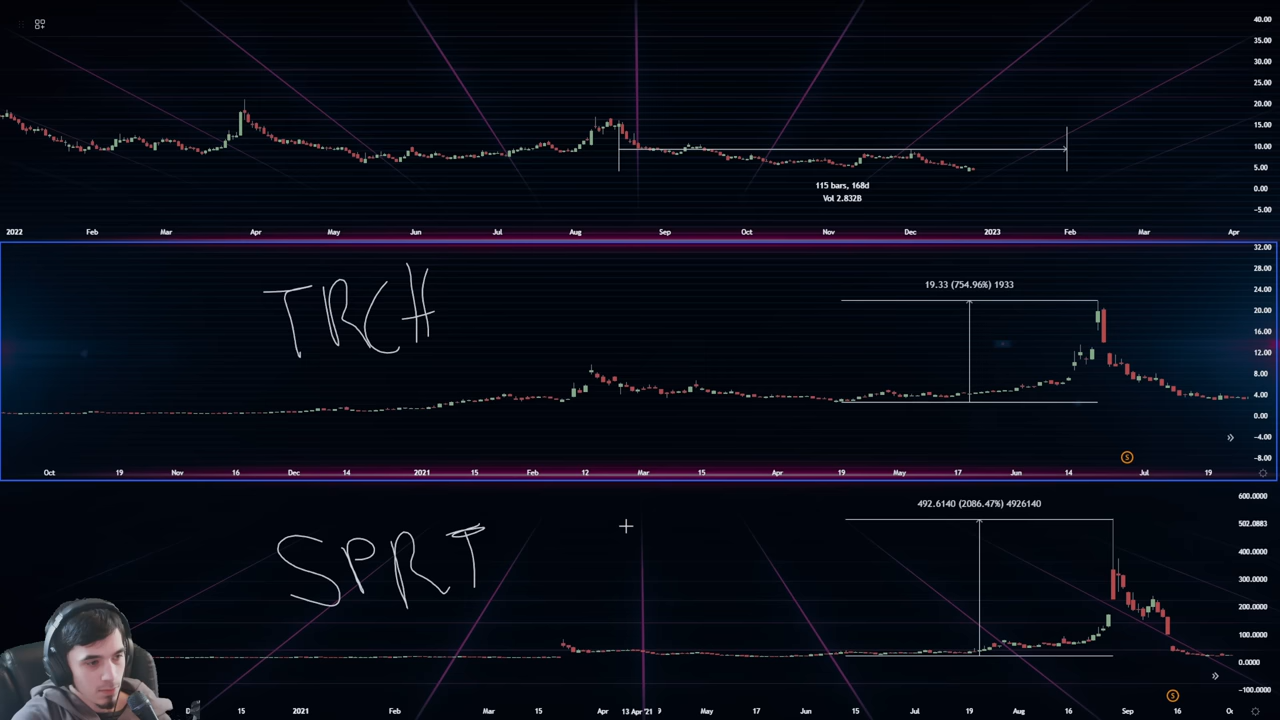 40.00
35.00
30.00
25.00
20.00
15.00
10.00
5.00
0.00
−5.00
115 bars, 168d
Vol 2.832B
2022 Feb Mar Apr May Jun Jul Aug Sep Oct Nov Dec 2023 Feb Mar Apr
TRCH
19.33 (754.96%) 1933
32.00
28.00
24.00
20.00
16.00
12.00
8.00
4.00
0.00
−4.00
−8.00
S
Oct 19 Nov 16 Dec 14 2021 15 Feb 12 Mar 15 Apr 19 May 17 Jun 14 Jul 19
SPRT
492.6140 (2086.47%) 4926140
600.0000
502.0883
400.0000
300.0000
200.0000
100.0000
0.0000
−100.0000
S
15 2021 Feb Mar 15 Apr 13 Apr '21 9 May 17 Jun 15 Jul 19 Aug 16 Sep 16